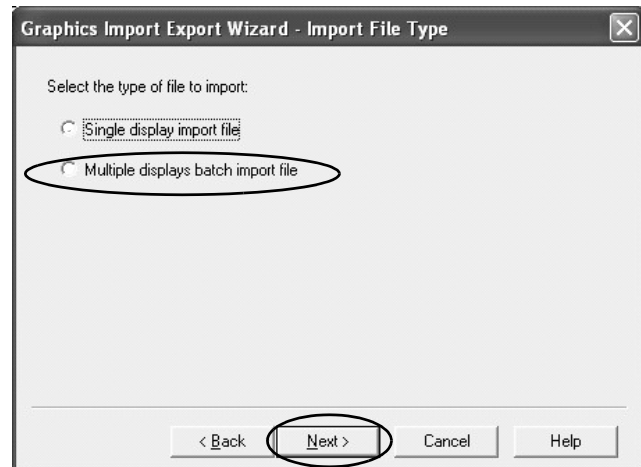 Graphics Import Export Wizard - Import File Type
Select the type of file to import:
Single display import file
Multiple displays batch import file
< Back Next > Cancel Help